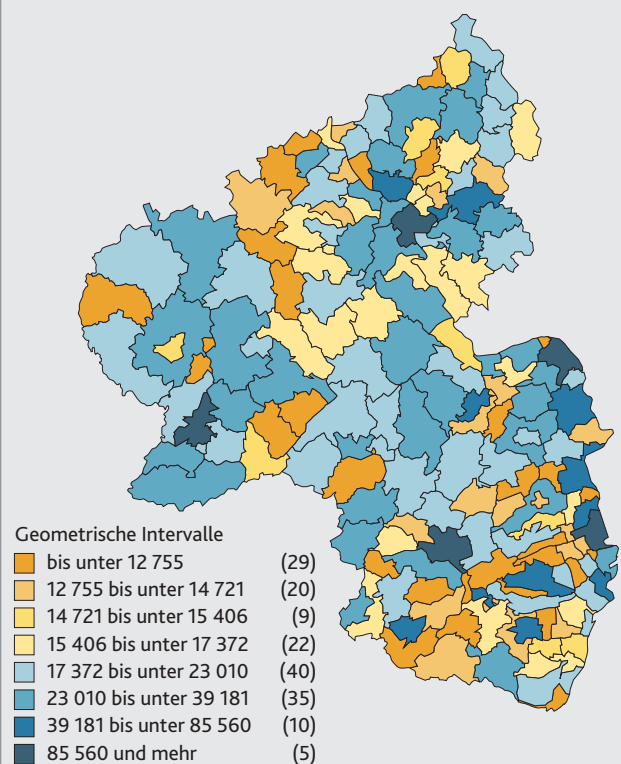 Geometrische Intervalle
bis unter 12 755 (29)
12 755 bis unter 14 721 (20)
14 721 bis unter 15 406 (9)
15 406 bis unter 17 372 (22)
17 372 bis unter 23 010 (40)
23 010 bis unter 39 181 (35)
39 181 bis unter 85 560 (10)
85 560 und mehr (5)